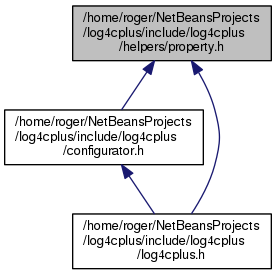 /home/roger/NetBeansProjects
/log4cplus/include/log4cplus
/helpers/property.h
/home/roger/NetBeansProjects
/log4cplus/include/log4cplus
/configurator.h
/home/roger/NetBeansProjects
/log4cplus/include/log4cplus
/log4cplus.h